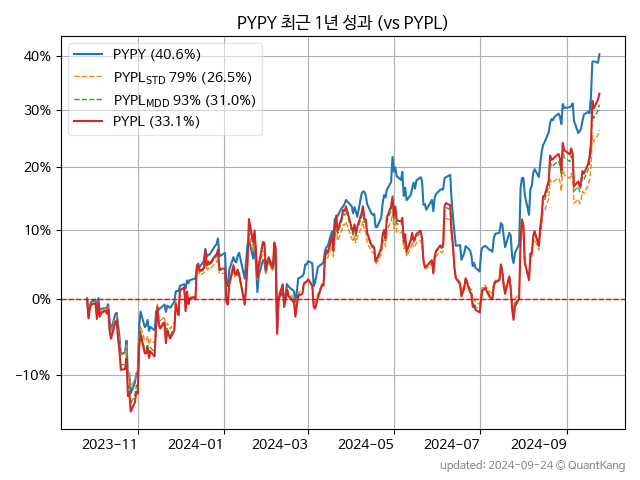 PYPY 최근 1년 성과 (vs PYPL)
PYPY (40.6%)
PYPL_STD 79% (26.5%)
PYPL_MDD 93% (31.0%)
PYPL (33.1%)
40%
30%
20%
10%
0%
−10%
2023-11 2024-01 2024-03 2024-05 2024-07 2024-09
updated: 2024-09-24 © QuantKang